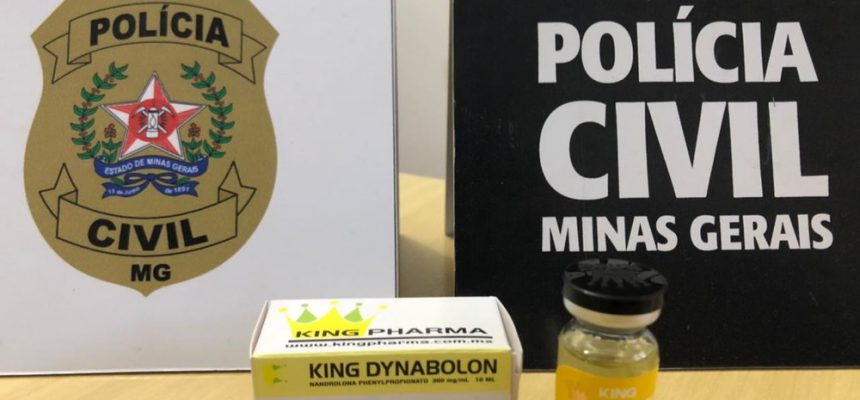 POLÍCIA
ESTADO DE MINAS GERAIS
CIVIL
MG
POLÍCIA
CIVIL
MINAS GERAIS
KING PHARMA
www.kingpharma.com.mx
KING DYNABOLON
NANDROLONA PHENYLPROPIONATO 300 mg/mL 10 ML
KING